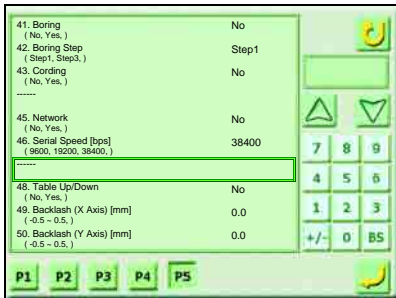 41. Boring No
( No, Yes, )
42. Boring Step Step1
( Step1, Step3, )
43. Cording No
( No, Yes, )
------
45. Network No
( No, Yes, )
46. Serial Speed [bps] 38400
( 9600, 19200, 38400, )
------
48. Table Up/Down No
( No, Yes, )
49. Backlash (X Axis) [mm] 0.0
( -0.5 ~ 0.5, )
50. Backlash (Y Axis) [mm] 0.0
( -0.5 ~ 0.5, )
7 8 9
4 5 6
1 2 3
+/- 0 BS
P1 P2 P3 P4 P5